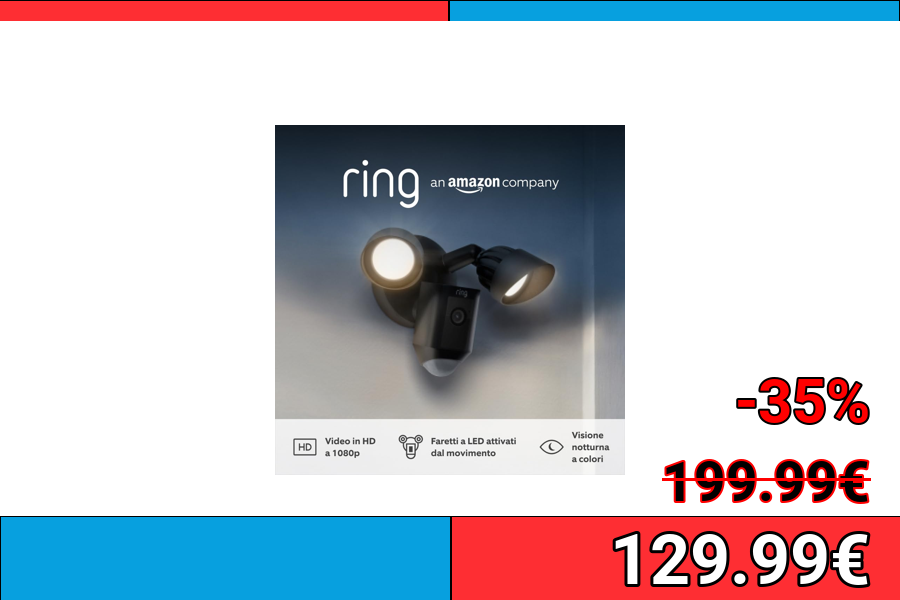 ring an amazon company
ring
HD
Video in HD
a 1080p
Faretti a LED attivati
dal movimento
Visione
notturna
a colori
-35%
199.99€
129.99€